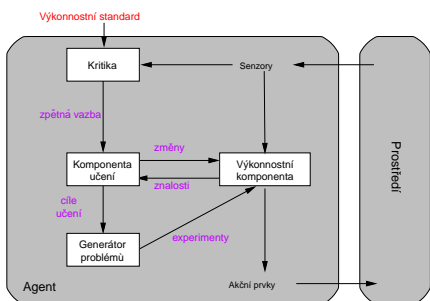 Výkonnostní standard
Kritika
Senzory
zpětná vazba
změny
Komponenta
učení
Výkonnostní
komponenta
znalosti
Prostředí
cíle
učení
experimenty
Generátor
problémù
Agent
Akční prvky